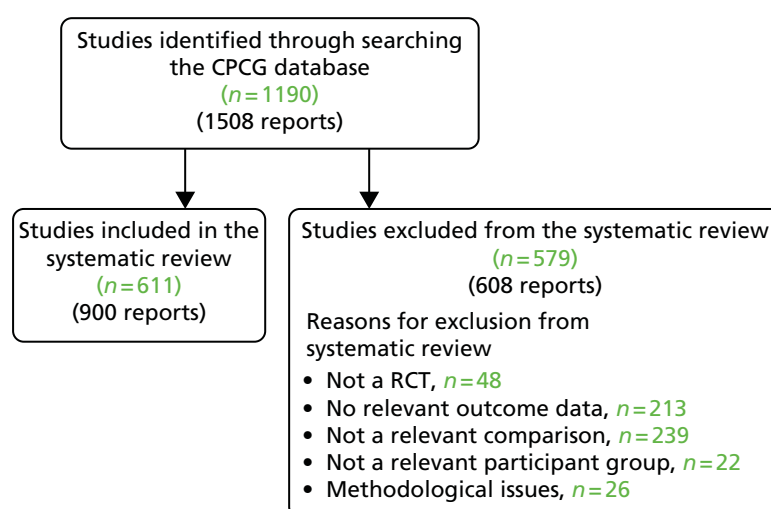 Studies identified through searching
the CPCG database
(n=1190)
(1508 reports)
Studies included in the
systematic review
(n=611)
(900 reports)
Studies excluded from the systematic review
(n=579)
(608 reports)
Reasons for exclusion from
systematic review
• Not a RCT, n=48
• No relevant outcome data, n=213
• Not a relevant comparison, n=239
• Not a relevant participant group, n=22
• Methodological issues, n=26